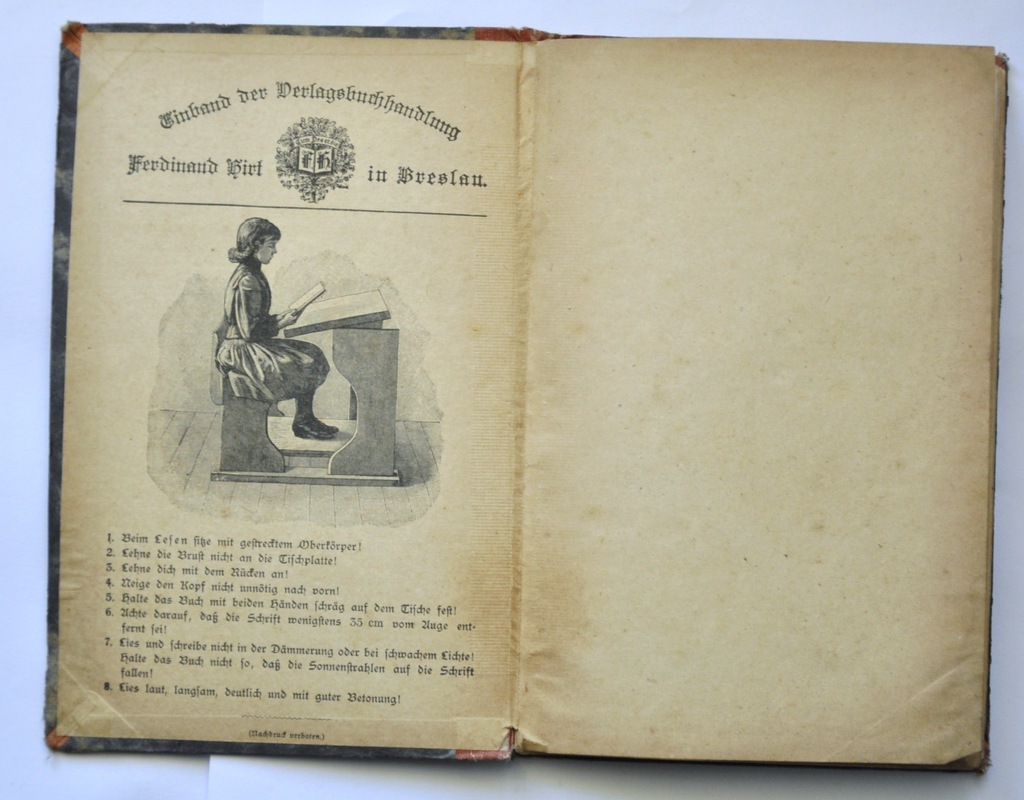 Einband der Verlagsbuchhandlung
Ferdinand Hirt
F H
in Breslau.
1. Beim Lesen sitze mit gestrecktem Oberkörper!
2. Lehne die Brust nicht an die Tischplatte!
3. Lehne dich mit dem Rücken an!
4. Neige den Kopf nicht unnötig nach vorn!
5. Halte das Buch mit beiden Händen schräg auf dem Tische fest!
6. Achte darauf, daß die Schrift wenigstens 35 cm vom Auge ent-
fernt sei!
7. Lies und schreibe nicht in der Dämmerung oder bei schwachem Lichte!
Halte das Buch nicht so, daß die Sonnenstrahlen auf die Schrift
fallen!
8. Lies laut, langsam, deutlich und mit guter Betonung!
(Nachdruck verboten.)